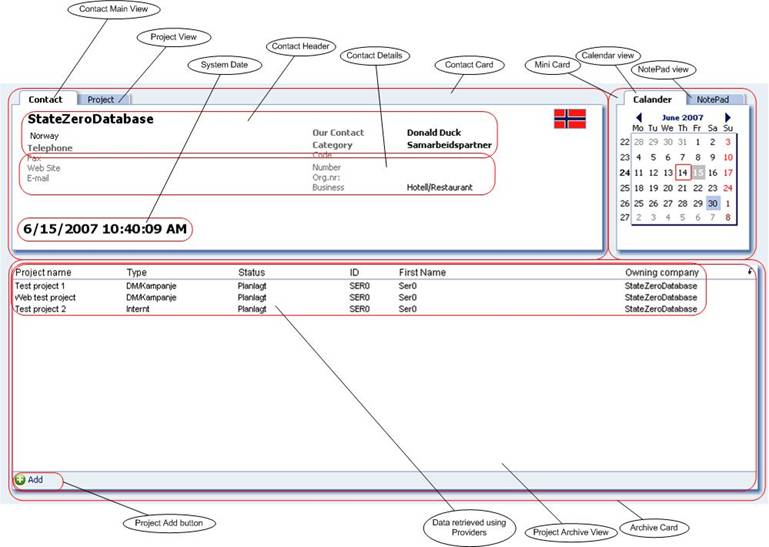 Contact Main View
Project View
System Date
Contact Header
Contact Details
Contact Card
Mini Card
Calendar view
NotePad view
Contact Project
StateZeroDatabase
Norway
Telephone
Fax
Web Site
E-mail
Our Contact Donald Duck
Category Samarbeidspartner
Code
Number
Org.nr:
Business Hotell/Restaurant
6/15/2007 10:40:09 AM
Calander NotePad
June 2007
Mo Tu We Th Fr Sa Su
22 28 29 30 31 1 2 3
23 4 5 6 7 8 9 10
24 11 12 13 14 15 16 17
25 18 19 20 21 22 23 24
26 25 26 27 28 29 30 1
27 2 3 4 5 6 7 8
Project name Type Status ID First Name Owning company
Test project 1 DM/Kampanje Planlagt SER0 Ser0 StateZeroDatabase
Web test project DM/Kampanje Planlagt SER0 Ser0 StateZeroDatabase
Test project 2 Internt Planlagt SER0 Ser0 StateZeroDatabase
Add
Project Add button
Data retrieved using
Providers
Project Archive View
Archive Card